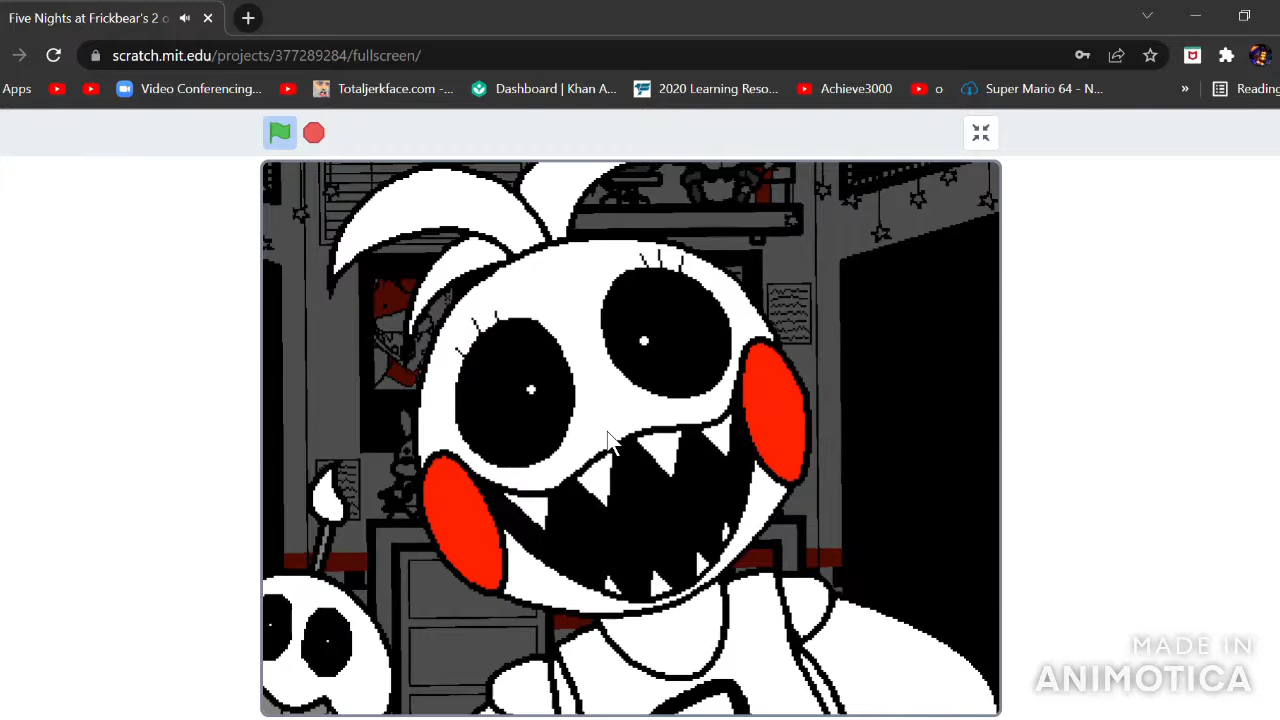 Five Nights at Frickbear's 2 o
scratch.mit.edu/projects/377289284/fullscreen/
Apps Video Conferencing... Totaljerkface.com -... Dashboard | Khan A... 2020 Learning Reso... Achieve3000 o Super Mario 64 - N... » Reading
MADE IN
ANIMOTICA